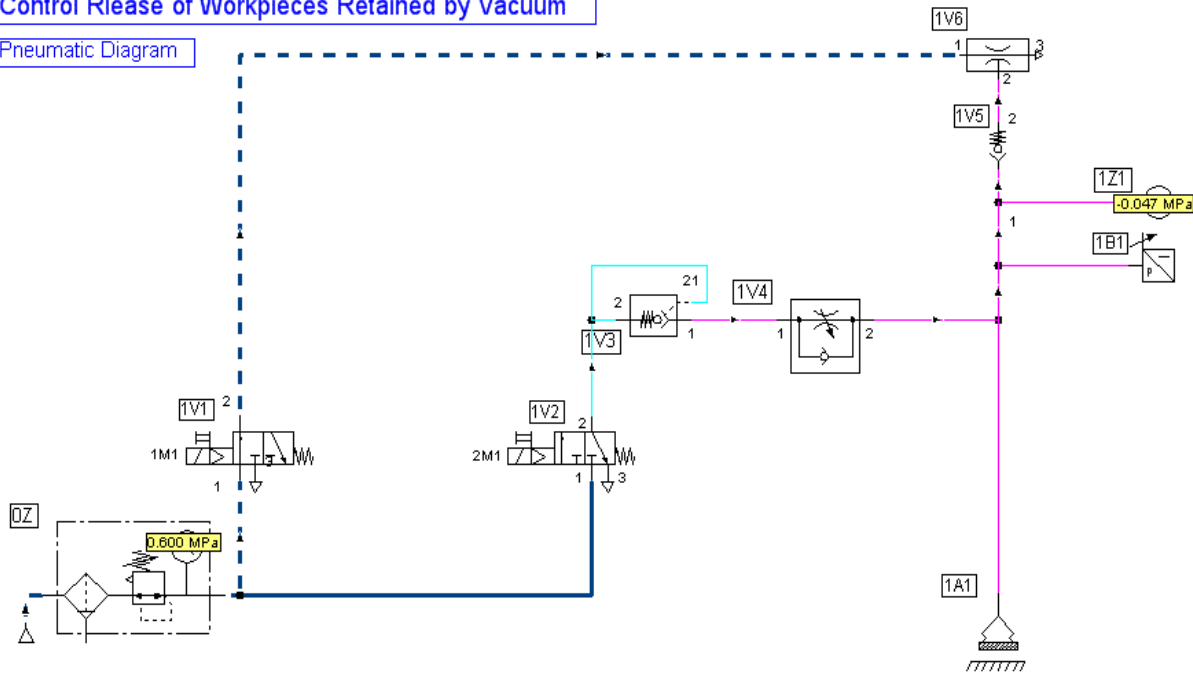 Control Rlease of Workpieces Retained by Vacuum
Pneumatic Diagram
1V6
1
3
2
1V5
2
1Z1
-0.047 MPa
1
1B1
P
21
2
1V4
1V3
1
1
2
1V1
2
1V2
2
1M1
3
2M1
1
1
3
0Z
0.600 MPa
1A1